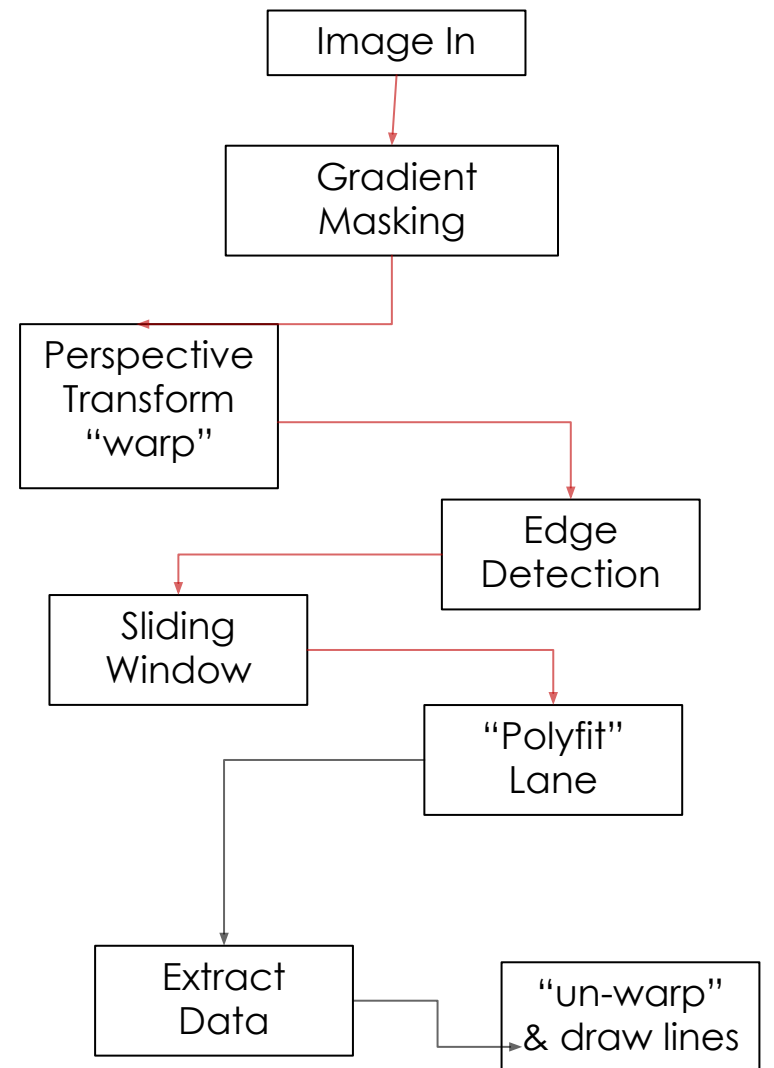 Image In
Gradient
Masking
Perspective
Transform
“warp”
Edge
Detection
Sliding
Window
“Polyfit”
Lane
Extract
Data
“un-warp”
& draw lines